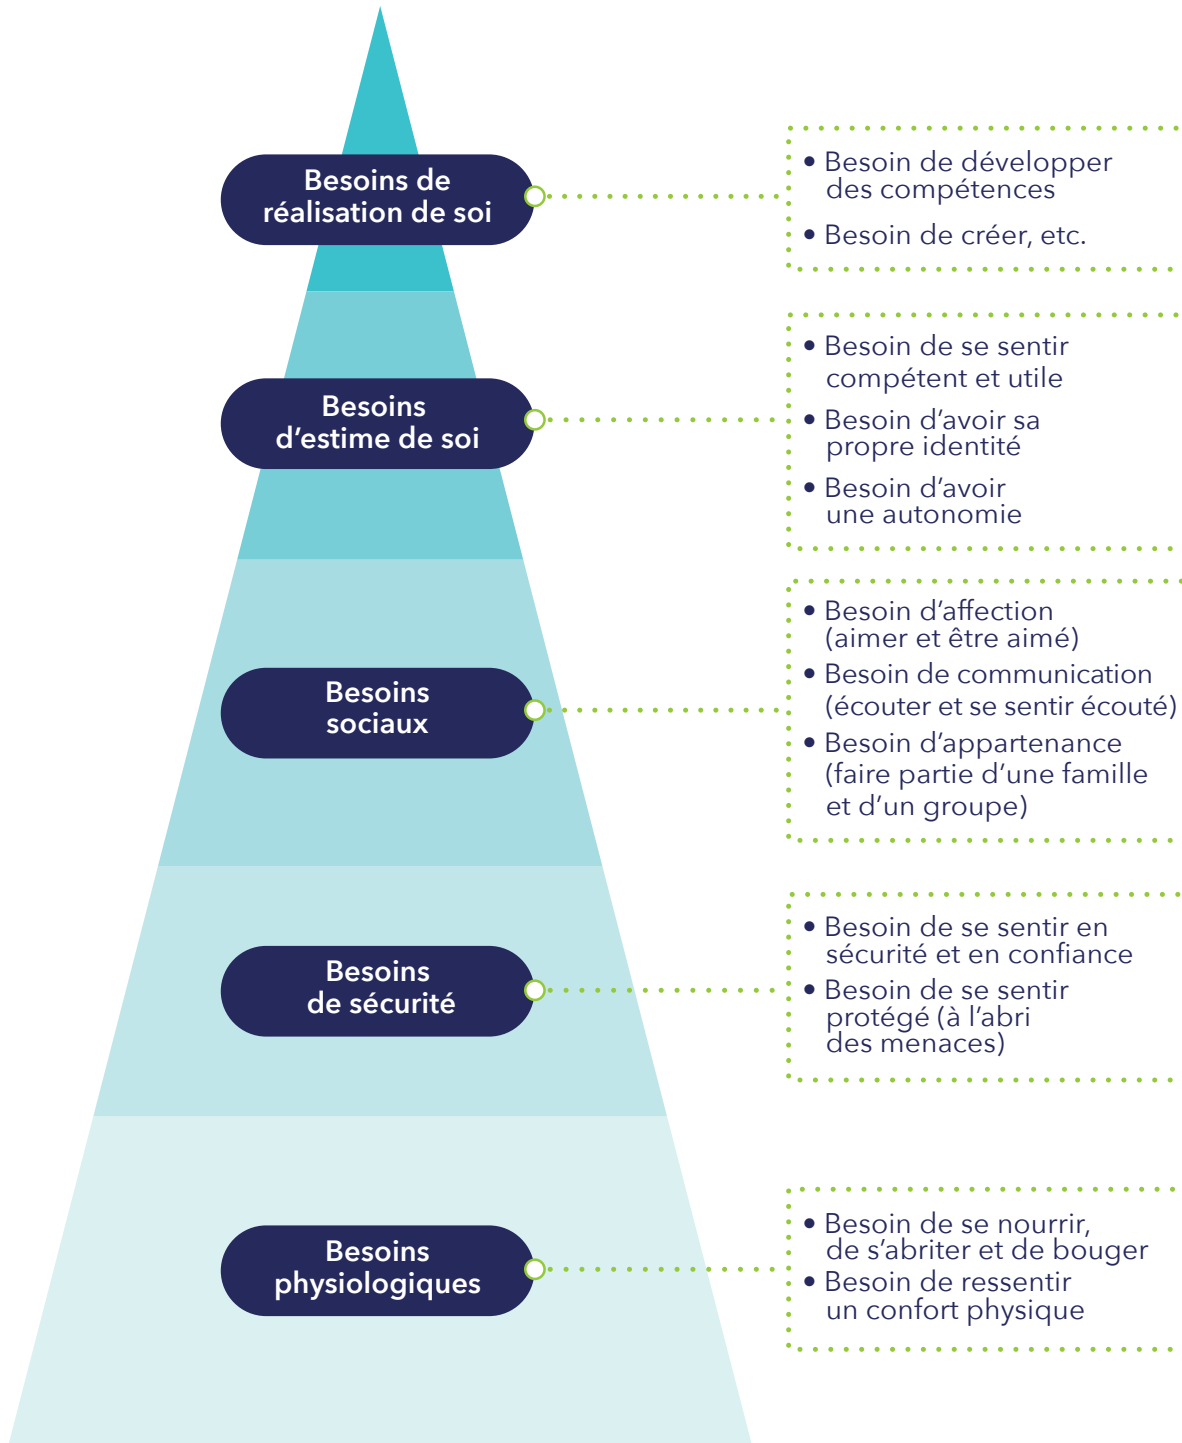 Besoins de
réalisation de soi
• Besoin de développer
des compétences
• Besoin de créer, etc.
Besoins
d’estime de soi
• Besoin de se sentir
compétent et utile
• Besoin d’avoir sa
propre identité
• Besoin d’avoir
une autonomie
Besoins
sociaux
• Besoin d’affection
(aimer et être aimé)
• Besoin de communication
(écouter et se sentir écouté)
• Besoin d’appartenance
(faire partie d’une famille
et d’un groupe)
Besoins
de sécurité
• Besoin de se sentir en
sécurité et en confiance
• Besoin de se sentir
protégé (à l’abri
des menaces)
Besoins
physiologiques
• Besoin de se nourrir,
de s’abriter et de bouger
• Besoin de ressentir
un confort physique